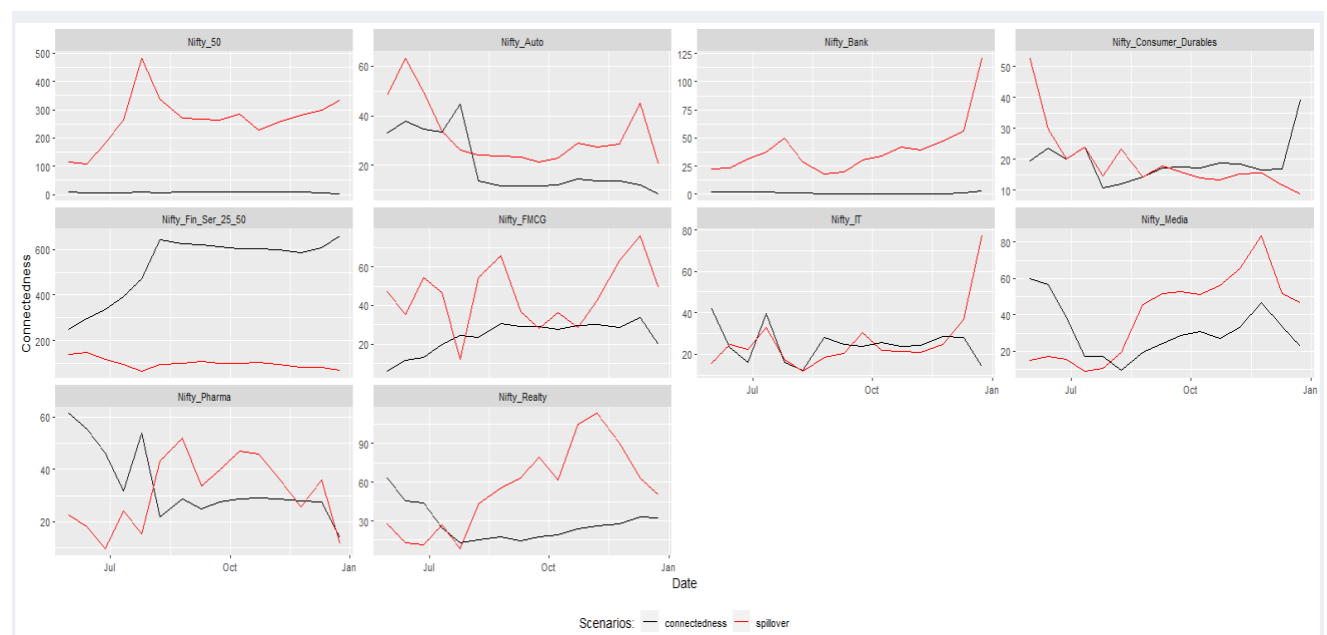 Nifty_50
Nifty_Auto
Nifty_Bank
Nifty_Consumer_Durables
500
400
300
200
100
0
60
40
20
125
100
75
50
25
0
50
40
30
20
10
Nifty_Fin_Ser_25_50
Nifty_FMCG
Nifty_IT
Nifty_Media
600
400
200
60
40
20
80
60
40
20
80
60
40
20
Jul
Oct
Jan
Jul
Oct
Jan
Nifty_Pharma
Nifty_Realty
60
40
20
90
60
30
Jul
Oct
Jan
Jul
Oct
Jan
Connectedness
Date
Scenarios: connectedness spillover